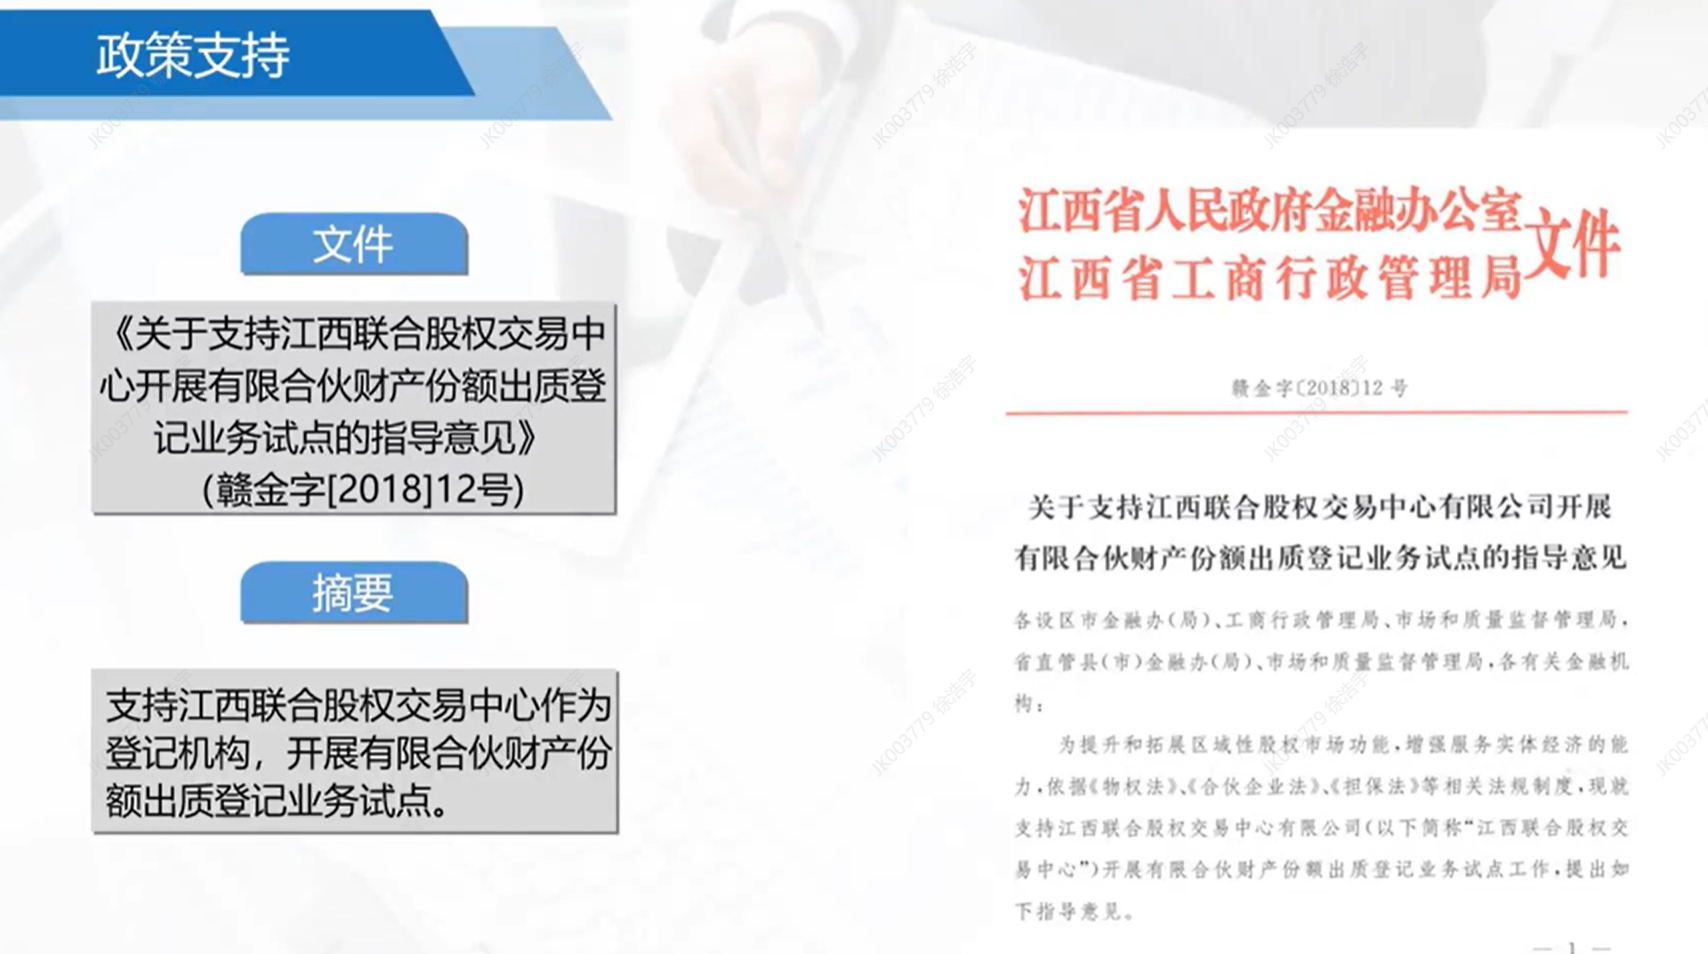 政策支持
文件
《关于支持江西联合股权交易中
心开展有限合伙财产份额出质登
记业务试点的指导意见》
(赣金字[2018]12号)
摘要
支持江西联合股权交易中心作为
登记机构，开展有限合伙财产份
额出质登记业务试点。
江西省人民政府金融办公室
江西省工商行政管理局
文件
赣金字〔2018〕12 号
关于支持江西联合股权交易中心有限公司开展
有限合伙财产份额出质登记业务试点的指导意见
各设区市金融办(局)、工商行政管理局、市场和质量监督管理局，
省直管县(市)金融办(局)、市场和质量监督管理局，各有关金融机
构：
为提升和拓展区域性股权市场功能，增强服务实体经济的能
力，依据《物权法》、《合伙企业法》、《担保法》等相关法规制度，现就
支持江西联合股权交易中心有限公司(以下简称“江西联合股权交
易中心”)开展有限合伙财产份额出质登记业务试点工作，提出如
下指导意见。
— 1 —
JK003779 徐浩宇